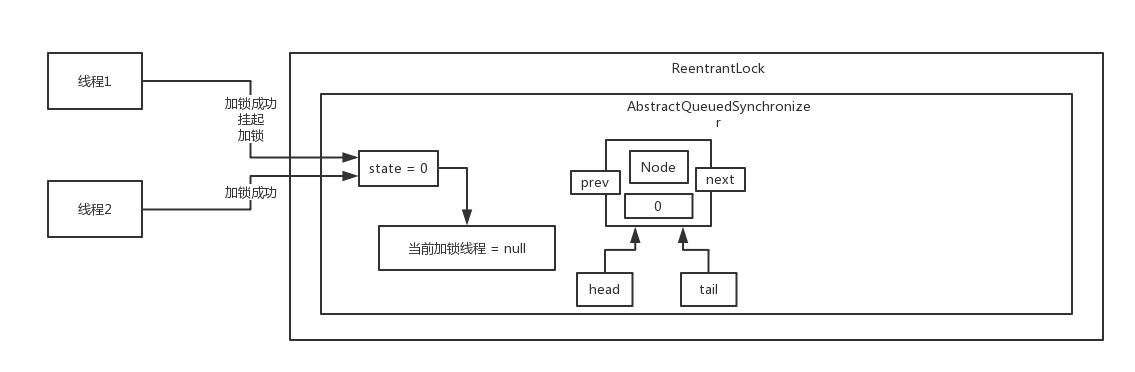 线程1
加锁成功
挂起
加锁
线程2
加锁成功
ReentrantLock
AbstractQueuedSynchronize
r
state = 0
当前加锁线程 = null
Node
prev
next
0
head
tail